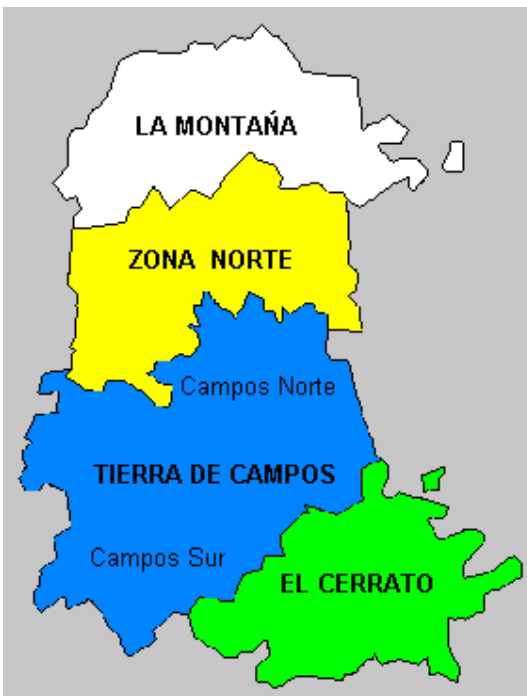 LA MONTAÑA
ZONA NORTE
Campos Norte
TIERRA DE CAMPOS
Campos Sur
EL CERRATO